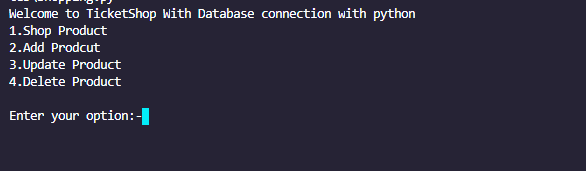 Welcome to TicketShop With Database connection with python
1.Shop Product
2.Add Prodcut
3.Update Product
4.Delete Product
Enter your option:-